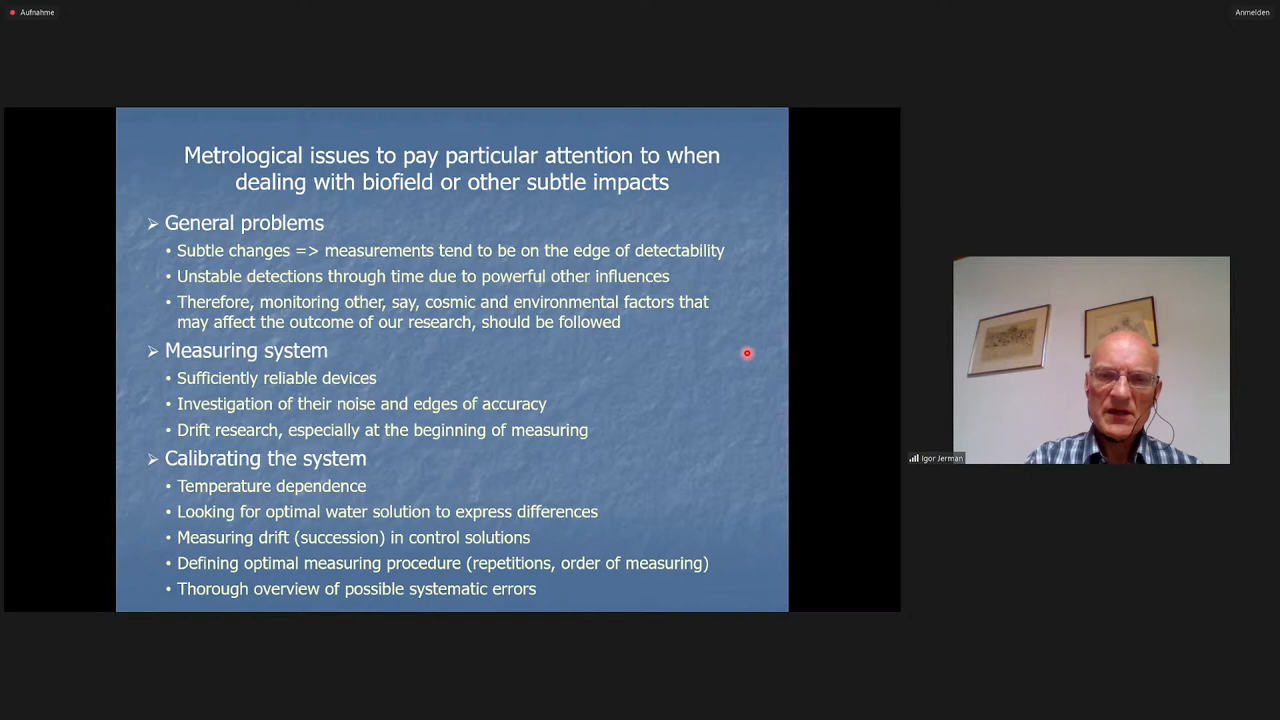 Aufnahme
Anmelden
Metrological issues to pay particular attention to when
dealing with biofield or other subtle impacts
➢ General problems
• Subtle changes => measurements tend to be on the edge of detectability
• Unstable detections through time due to powerful other influences
• Therefore, monitoring other, say, cosmic and environmental factors that
may affect the outcome of our research, should be followed
➢ Measuring system
• Sufficiently reliable devices
• Investigation of their noise and edges of accuracy
• Drift research, especially at the beginning of measuring
➢ Calibrating the system
• Temperature dependence
• Looking for optimal water solution to express differences
• Measuring drift (succession) in control solutions
• Defining optimal measuring procedure (repetitions, order of measuring)
• Thorough overview of possible systematic errors
Igor Jerman